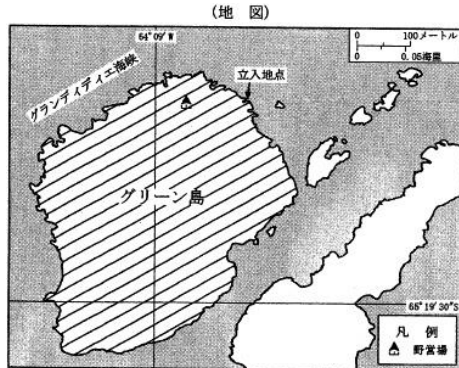 (地 図)
64°09′W
0 100メートル
0 0.05海里
グランディディエ海峡
立入地点
グリーン島
65°19′30″S
凡 例
野営場